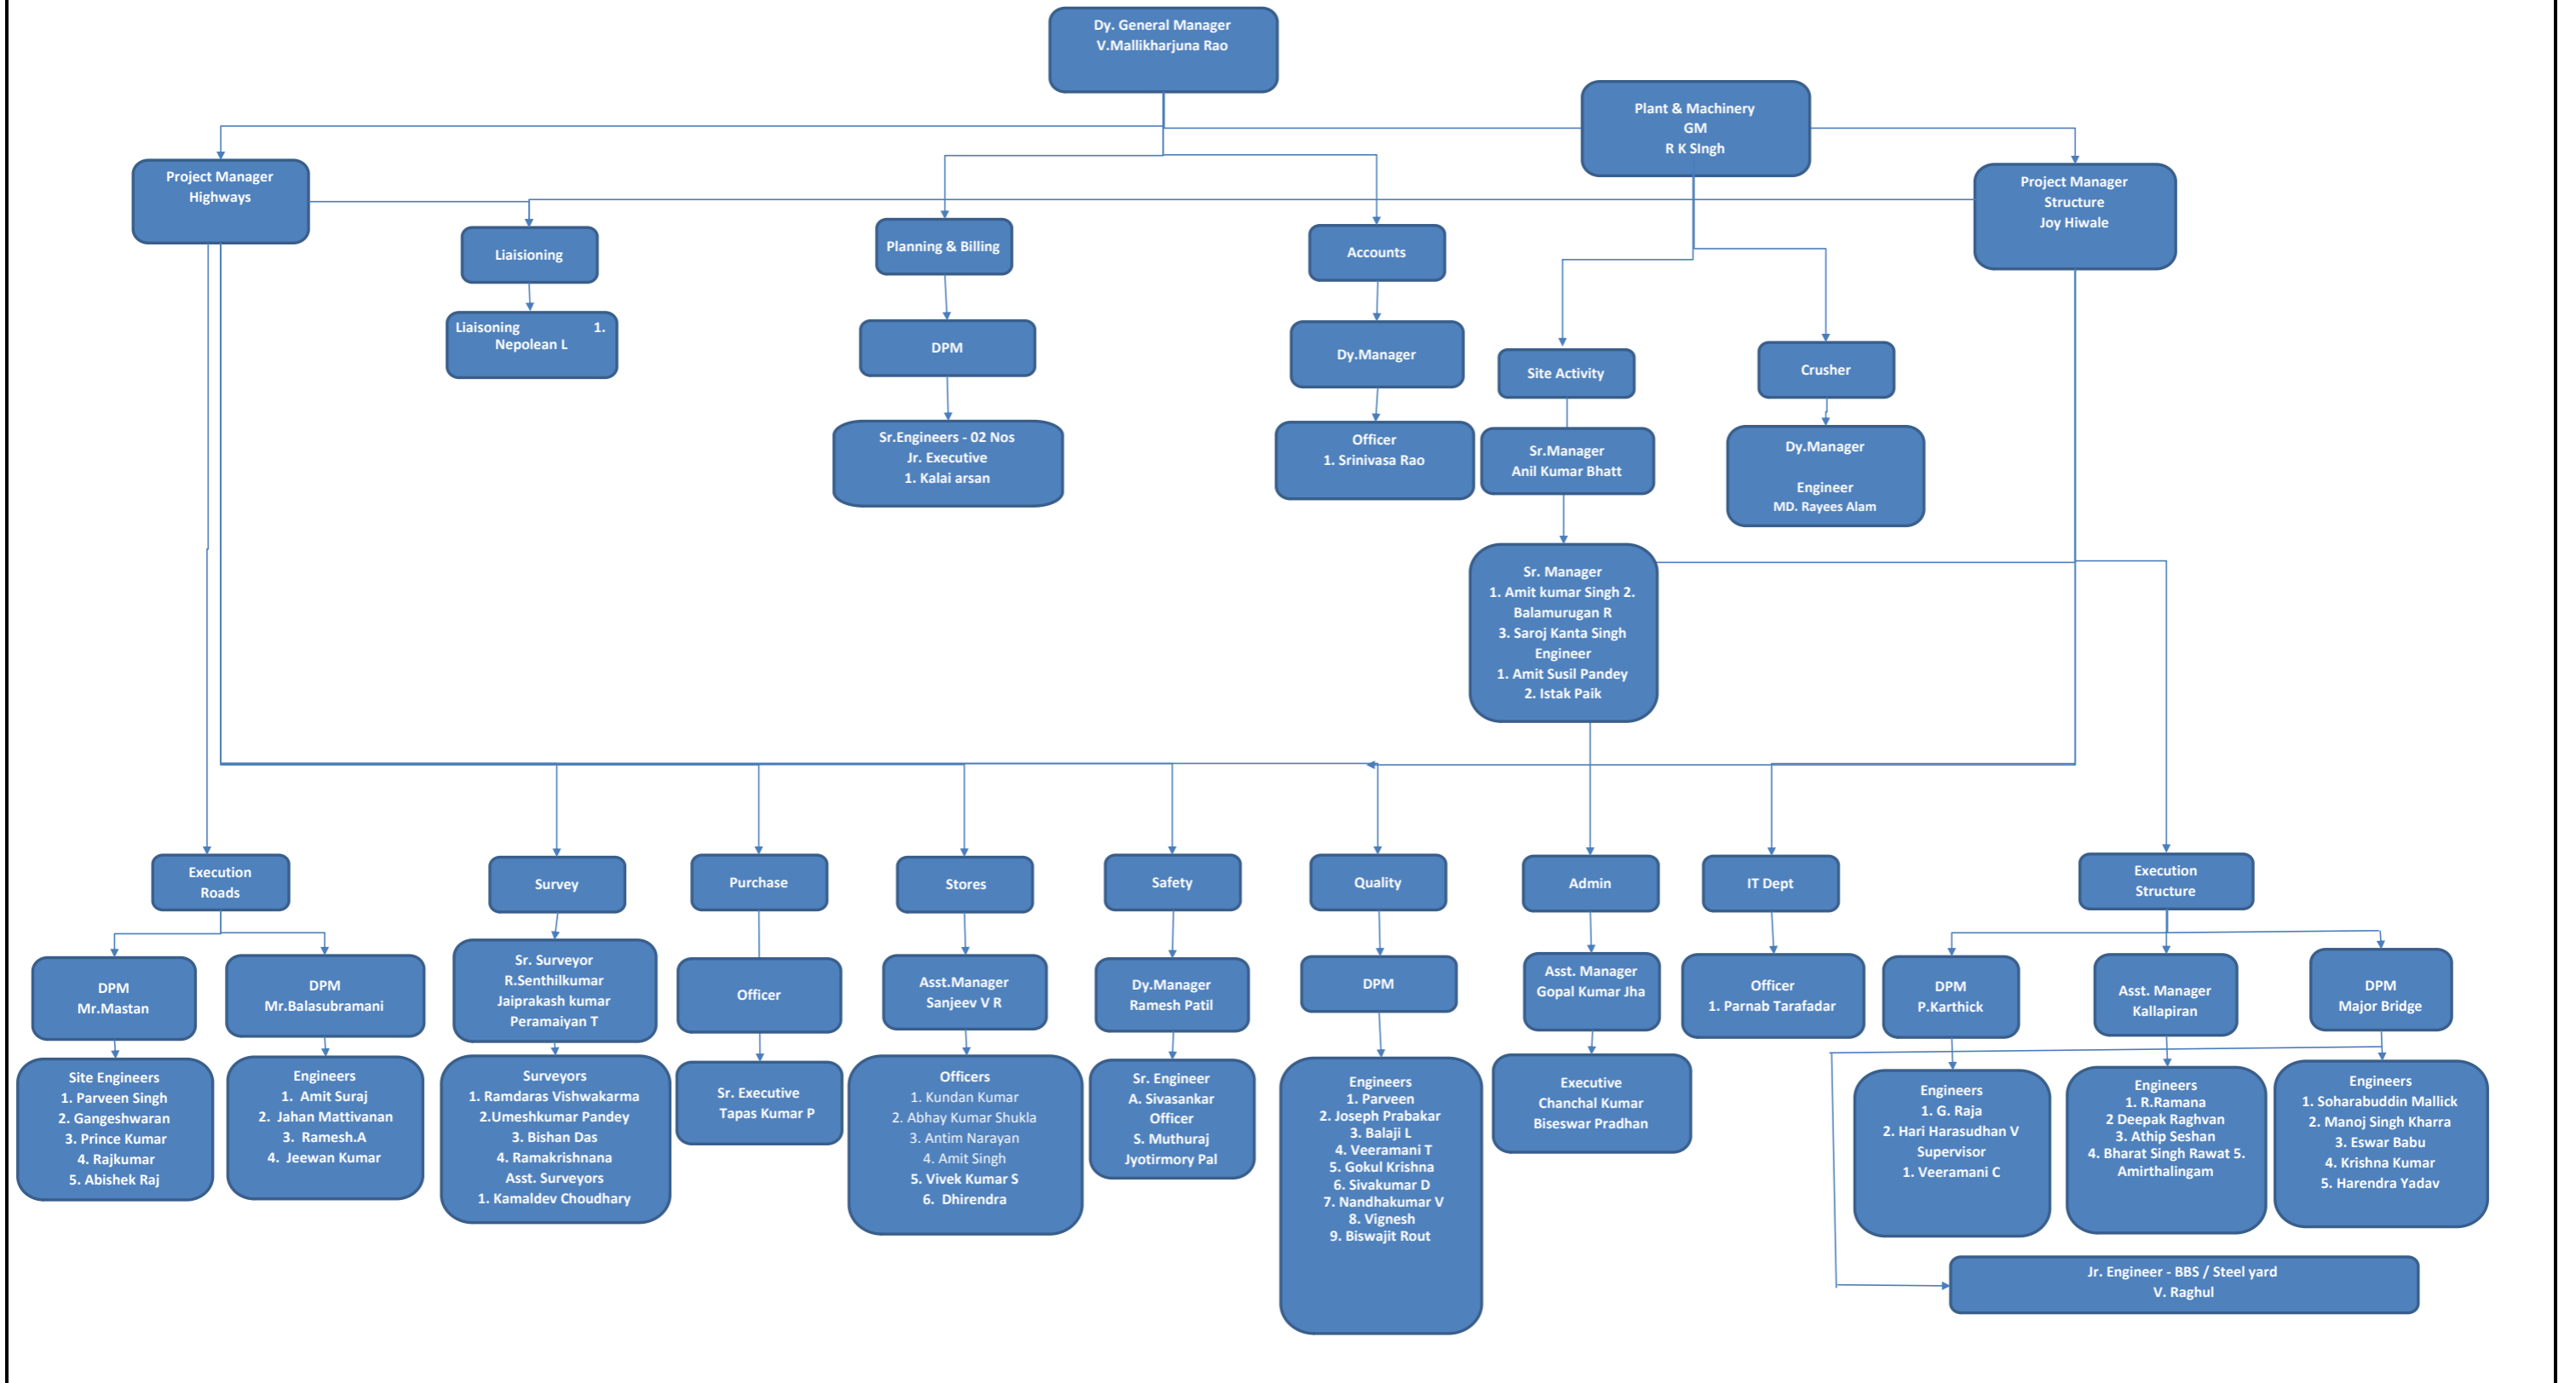 Dy. General Manager
V.Mallikharjuna Rao
Plant & Machinery
GM
R K SIngh
Project Manager
Highways
Project Manager
Structure
Joy Hiwale
Liaisioning
Planning & Billing
Accounts
Liaisoning 1.
Nepolean L
DPM
Dy.Manager
Site Activity
Crusher
Sr.Engineers - 02 Nos
Jr. Executive
1. Kalai arsan
Officer
1. Srinivasa Rao
Sr.Manager
Anil Kumar Bhatt
Dy.Manager
Engineer
MD. Rayees Alam
Sr. Manager
1. Amit kumar Singh 2.
Balamurugan R
3. Saroj Kanta Singh
Engineer
1. Amit Susil Pandey
2. Istak Paik
Execution
Roads
Survey
Purchase
Stores
Safety
Quality
Admin
IT Dept
Execution
Structure
DPM
Mr.Mastan
DPM
Mr.Balasubramani
Sr. Surveyor
R.Senthilkumar
Jaiprakash kumar
Peramaiyan T
Officer
Asst.Manager
Sanjeev V R
Dy.Manager
Ramesh Patil
DPM
Asst. Manager
Gopal Kumar Jha
Officer
1. Parnab Tarafadar
DPM
P.Karthick
Asst. Manager
Kallapiran
DPM
Major Bridge
Site Engineers
1. Parveen Singh
2. Gangeshwaran
3. Prince Kumar
4. Rajkumar
5. Abishek Raj
Engineers
1. Amit Suraj
2. Jahan Mattivanan
3. Ramesh.A
4. Jeewan Kumar
Surveyors
1. Ramdaras Vishwakarma
2.Umeshkumar Pandey
3. Bishan Das
4. Ramakrishnana
Asst. Surveyors
1. Kamaldev Choudhary
Sr. Executive
Tapas Kumar P
Officers
1. Kundan Kumar
2. Abhay Kumar Shukla
3. Antim Narayan
4. Amit Singh
5. Vivek Kumar S
6. Dhirendra
Sr. Engineer
A. Sivasankar
Officer
S. Muthuraj
Jyotirmory Pal
Engineers
1. Parveen
2. Joseph Prabakar
3. Balaji L
4. Veeramani T
5. Gokul Krishna
6. Sivakumar D
7. Nandhakumar V
8. Vignesh
9. Biswajit Rout
Executive
Chanchal Kumar
Biseswar Pradhan
Engineers
1. G. Raja
2. Hari Harasudhan V
Supervisor
1. Veeramani C
Engineers
1. R.Ramana
2 Deepak Raghvan
3. Athip Seshan
4. Bharat Singh Rawat 5.
Amirthalingam
Engineers
1. Soharabuddin Mallick
2. Manoj Singh Kharra
3. Eswar Babu
4. Krishna Kumar
5. Harendra Yadav
Jr. Engineer - BBS / Steel yard
V. Raghul